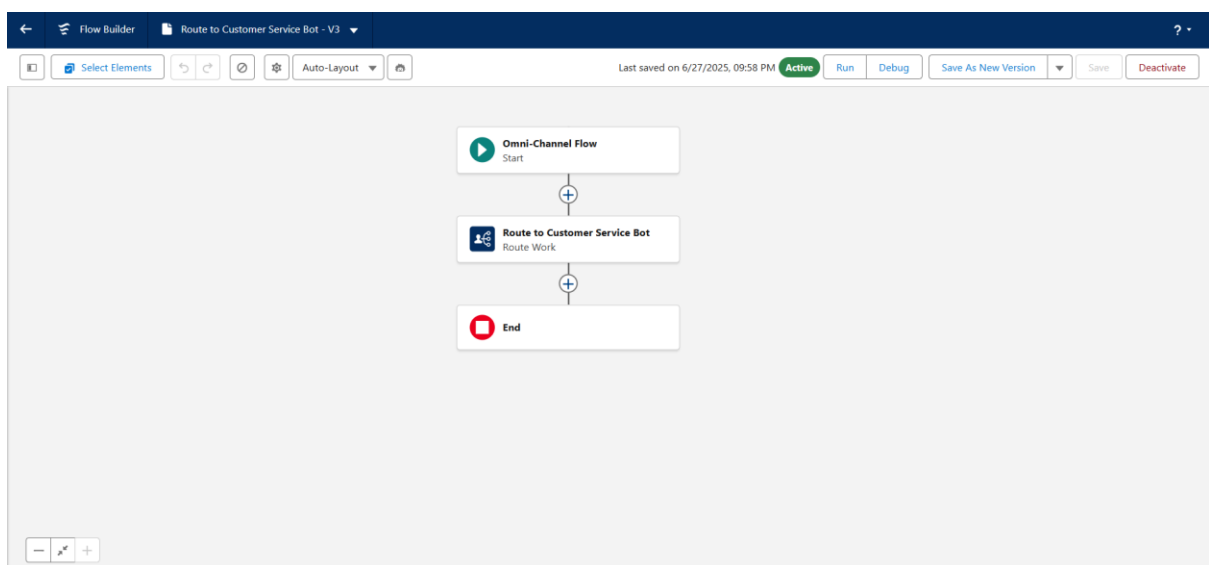 Flow Builder
Route to Customer Service Bot - V3
?
Select Elements
Auto-Layout
Last saved on 6/27/2025, 09:58 PM
Active
Run
Debug
Save As New Version
Save
Deactivate
Omni-Channel Flow
Start
Route to Customer Service Bot
Route Work
End